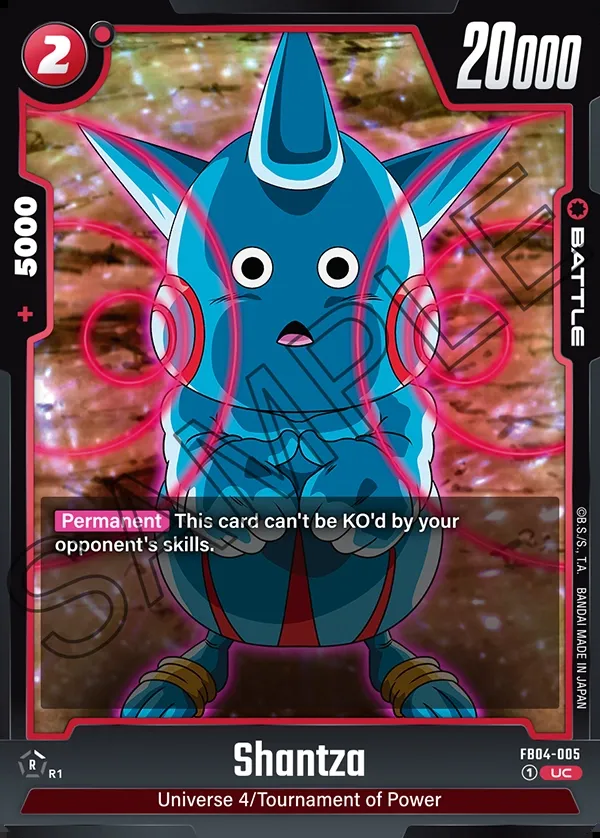 2
20000
+ 5000
BATTLE
Permanent This card can't be KO'd by your
opponent's skills.
SAMPLE
©B.S./S., T.A. BANDAI MADE IN JAPAN
Shantza
FB04-005
R R1
1 UC
Universe 4/Tournament of Power